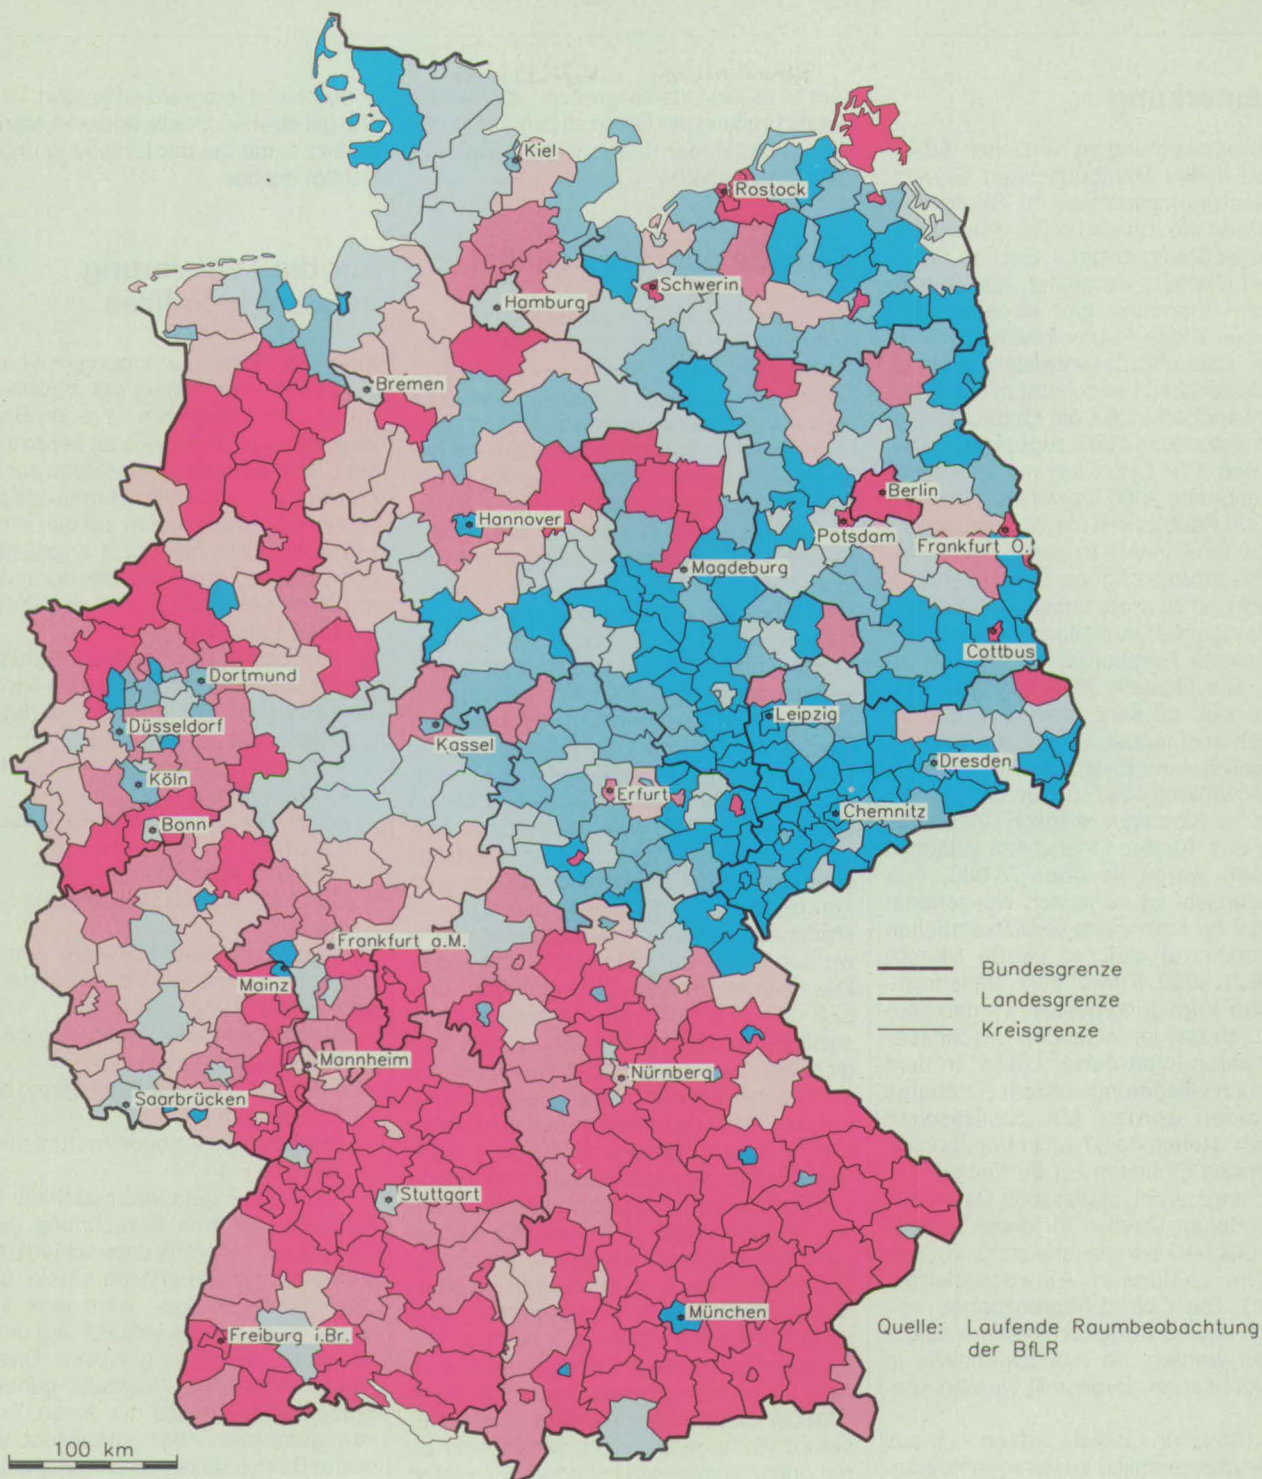 Kiel
Rostock
Schwerin
Hamburg
Bremen
Berlin
Hannover
Potsdam
Frankfurt O.
Magdeburg
Cottbus
Dortmund
Leipzig
Düsseldorf
Kassel
Dresden
Köln
Erfurt
Chemnitz
Bonn
Frankfurt a.M.
Mainz
Bundesgrenze
Landesgrenze
Kreisgrenze
Mannheim
Nürnberg
Saarbrücken
Stuttgart
München
Freiburg i.Br.
Quelle: Laufende Raumbeobachtung
der BfLR
100 km